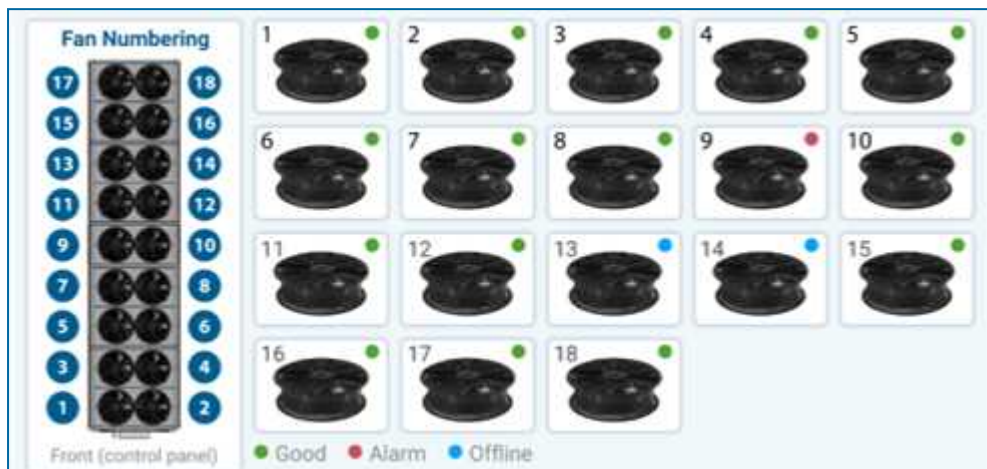 Fan Numbering
17 18
15 16
13 14
11 12
9 10
7 8
5 6
3 4
1 2
Front (control panel)
1 2 3 4 5
6 7 8 9 10
11 12 13 14 15
16 17 18
Good Alarm Offline